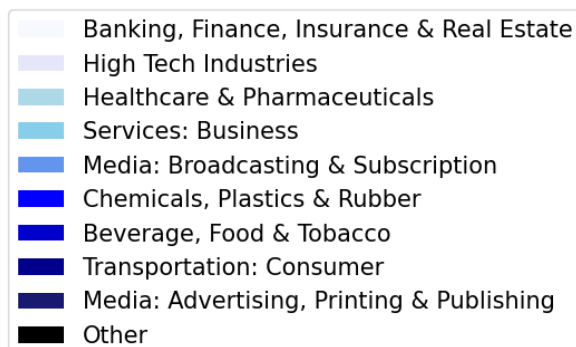 Banking, Finance, Insurance & Real Estate
High Tech Industries
Healthcare & Pharmaceuticals
Services: Business
Media: Broadcasting & Subscription
Chemicals, Plastics & Rubber
Beverage, Food & Tobacco
Transportation: Consumer
Media: Advertising, Printing & Publishing
Other